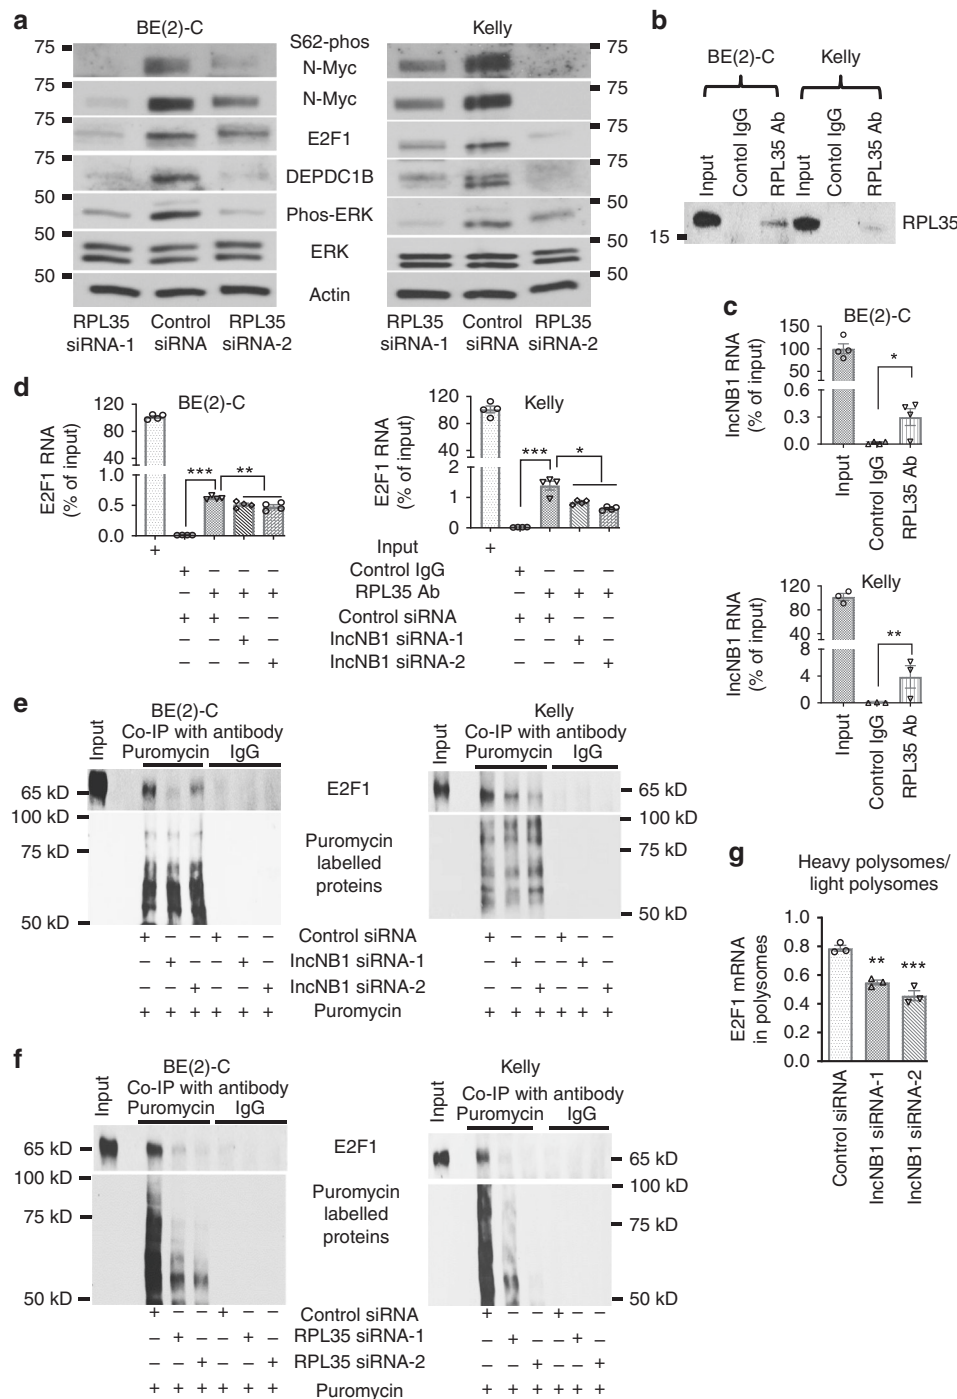 a
BE(2)-C
S62-phos
Kelly
75
N-Myc
75
75
N-Myc
75
75
E2F1
75
75
DEPDC1B
75
50
Phos-ERK
50
50
ERK
50
50
Actin
50
RPL35 siRNA-1
Control siRNA
RPL35 siRNA-2
RPL35 siRNA-1
Control siRNA
RPL35 siRNA-2
b
BE(2)-C
Kelly
Input
Contol IgG
RPL35 Ab
Input
Control IgG
RPL35 Ab
15
RPL35
c
BE(2)-C
lncNB1 RNA
(% of input)
150
100
50
0.6
0.3
0.0
*
Input
Control IgG
RPL35 Ab
Kelly
lncNB1 RNA
(% of input)
120
100
80
8
4
0
**
Input
Control IgG
RPL35 Ab
d
BE(2)-C
E2F1 RNA
(% of input)
120
80
40
1.0
0.5
0.0
*** **
Kelly
E2F1 RNA
(% of input)
120
80
40
2
1
0
*** *
+ Input +
+ – – – Control IgG + – – –
– + + + RPL35 Ab – + + +
+ + – – Control siRNA + + – –
– – + – lncNB1 siRNA-1 – – + –
– – – + lncNB1 siRNA-2 – – – +
e
BE(2)-C
Kelly
Input
Co-IP with antibody
Puromycin IgG
Input
Co-IP with antibody
Puromycin IgG
65 kD
E2F1
65 kD
100 kD
100 kD
75 kD
Puromycin
labelled
proteins
75 kD
50 kD
50 kD
+ – – + – – Control siRNA + – – + – –
– + – – + – lncNB1 siRNA-1 – + – – + –
– – + – – + lncNB1 siRNA-2 – – + – – +
+ + + + + + Puromycin + + + + + +
f
BE(2)-C
Kelly
Input
Co-IP with antibody
Puromycin IgG
Input
Co-IP with antibody
Puromycin IgG
65 kD
E2F1
65 kD
100 kD
100 kD
75 kD
Puromycin
labelled
proteins
75 kD
50 kD
50 kD
+ – – + – – Control siRNA + – – + – –
– + – – + – RPL35 siRNA-1 – + – – + –
– – + – – + RPL35 siRNA-2 – – + – – +
+ + + + + + Puromycin + + + + + +
g
Heavy polysomes/
light polysomes
E2F1 mRNA
in polysomes
0.8
0.6
0.4
0.2
0.0
** ***
Control siRNA
lncNB1 siRNA-1
lncNB1 siRNA-2